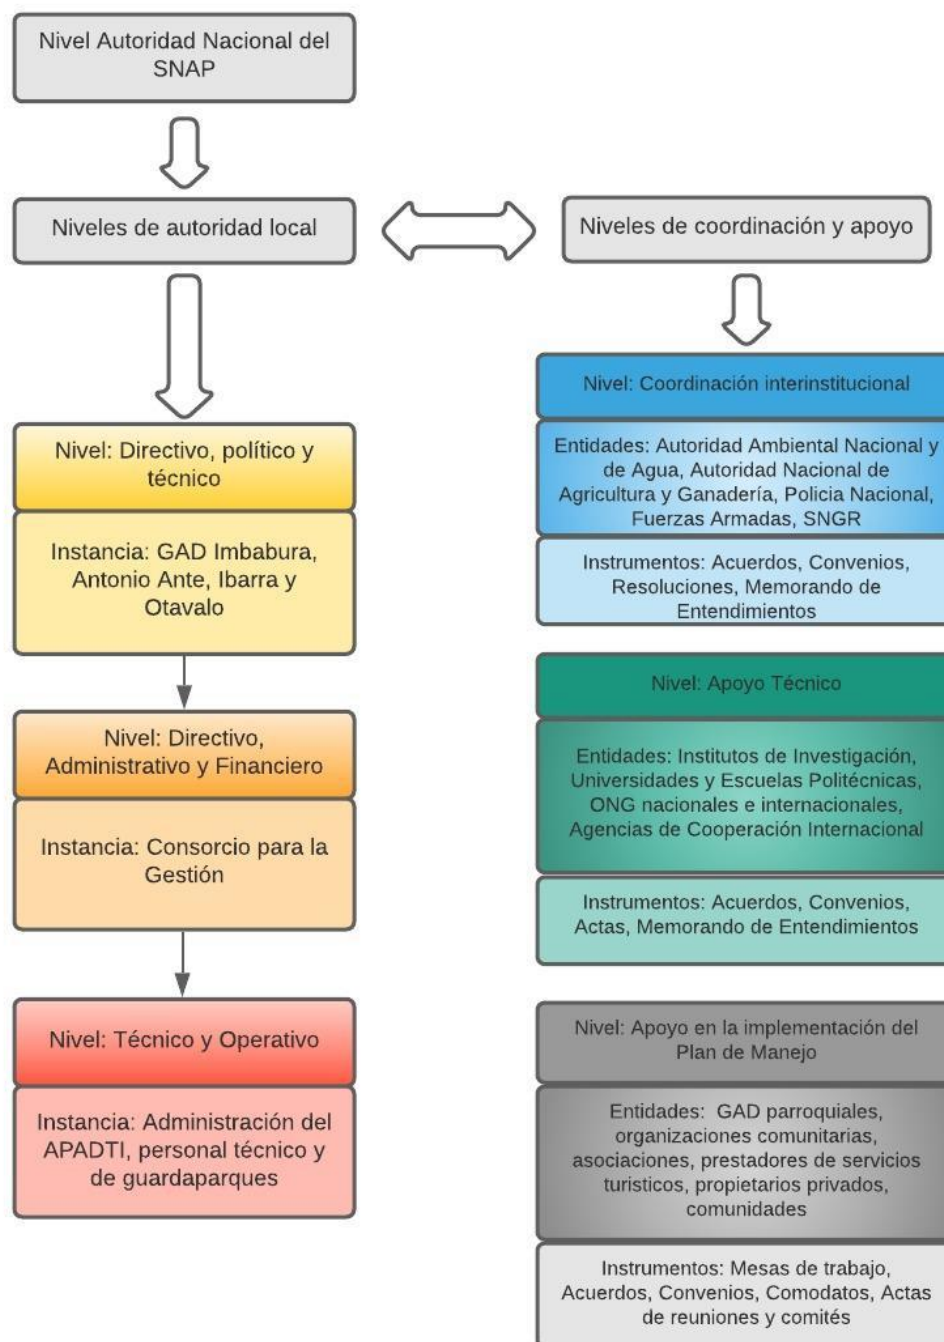 Nivel Autoridad Nacional del
SNAP
Niveles de autoridad local
Niveles de coordinación y apoyo
Nivel: Directivo, político y
técnico
Instancia: GAD Imbabura,
Antonio Ante, Ibarra y
Otavalo
Nivel: Directivo,
Administrativo y Financiero
Instancia: Consorcio para la
Gestión
Nivel: Técnico y Operativo
Instancia: Administración del
APADTI, personal técnico y
de guardaparques
Nivel: Coordinación interinstitucional
Entidades: Autoridad Ambiental Nacional y
de Agua, Autoridad Nacional de
Agricultura y Ganadería, Policia Nacional,
Fuerzas Armadas, SNGR
Instrumentos: Acuerdos, Convenios,
Resoluciones, Memorando de
Entendimientos
Nivel: Apoyo Técnico
Entidades: Institutos de Investigación,
Universidades y Escuelas Politécnicas,
ONG nacionales e internacionales,
Agencias de Cooperación Internacional
Instrumentos: Acuerdos, Convenios,
Actas, Memorando de Entendimientos
Nivel: Apoyo en la implementación del
Plan de Manejo
Entidades: GAD parroquiales,
organizaciones comunitarias,
asociaciones, prestadores de servicios
turisticos, propietarios privados,
comunidades
Instrumentos: Mesas de trabajo,
Acuerdos, Convenios, Comodatos, Actas
de reuniones y comités